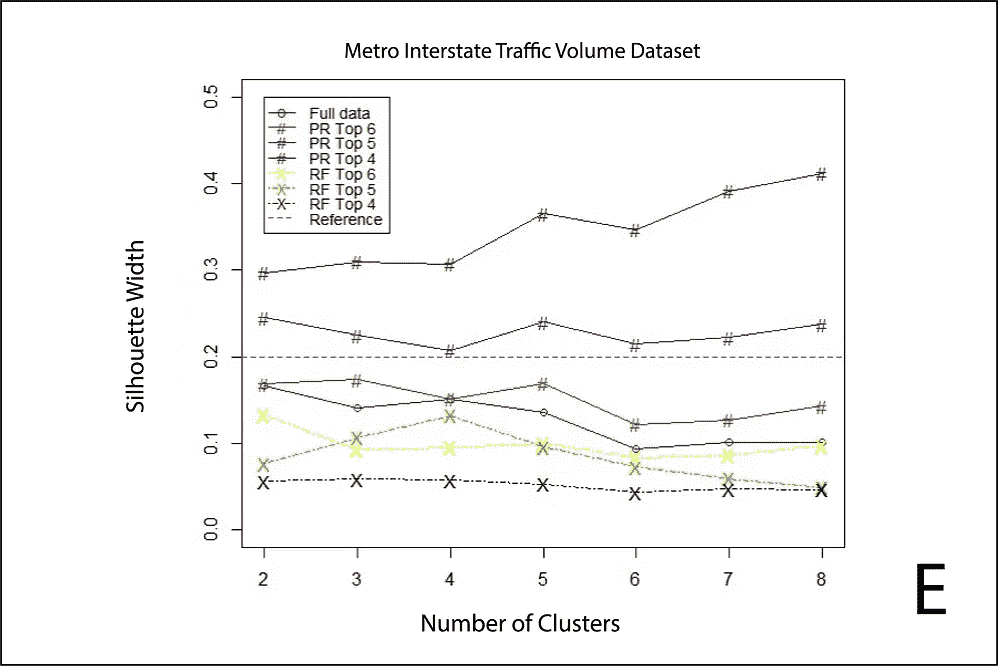 Metro Interstate Traffic Volume Dataset
Full data
PR Top 6
PR Top 5
PR Top 4
RF Top 6
RF Top 5
RF Top 4
Reference
Silhouette Width
0.5
0.4
0.3
0.2
0.1
0.0
2 3 4 5 6 7 8
Number of Clusters
E